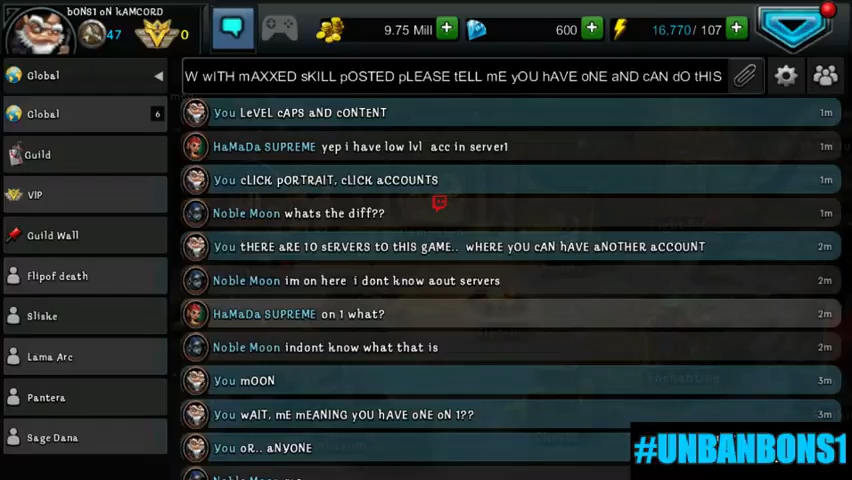 bONS1 oN kAMCORD
47
0
9.75 Mill
600
16,770/ 107
Global
W wITH mAXXED sKILL pOSTED pLEASE tELL mE yOU hAVE oNE aND cAN dO tHIS
Global
6
Guild
VIP
Guild Wall
Flipof death
Sliske
Lama Arc
Pantera
Sage Dana
You LeVEL cAPS aND cONTENT 1m
HaMaDa SUPREME yep i have low lvl acc in server1 1m
You cLICK pORTRAIT, cLICK aCCOUNTS 1m
Noble Moon whats the diff?? 1m
You tHERE ARE 10 sERVERS tO tHIS gAME.. wHERE yOU cAN hAVE aNOTHER aCCOUNT 2m
Noble Moon im on here i dont know aout servers 2m
HaMaDa SUPREME on 1 what? 2m
Noble Moon indont know what that is 2m
You mOON 3m
You wAIT, mE mEANING yOU hAVE oNE oN 1?? 3m
You oR.. aNYONE
Noble Moon
#UNBANBONS1